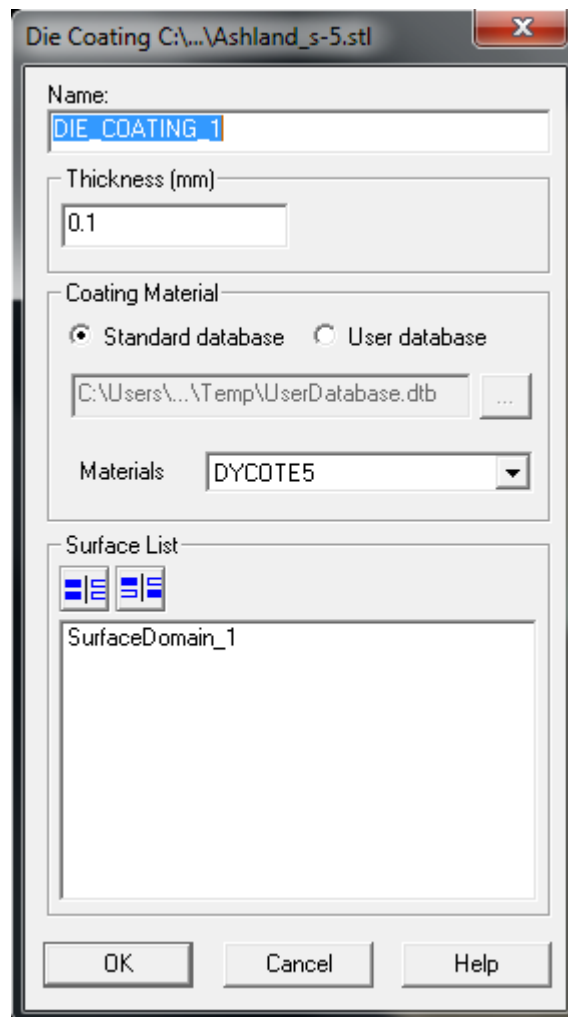 Die Coating C:\...\Ashland_s-5.stl
Name:
DIE_COATING_1
Thickness (mm)
0.1
Coating Material
Standard database User database
C:\Users\...\Temp\UserDatabase.dtb ...
Materials DYCOTE5
Surface List
SurfaceDomain_1
OK Cancel Help